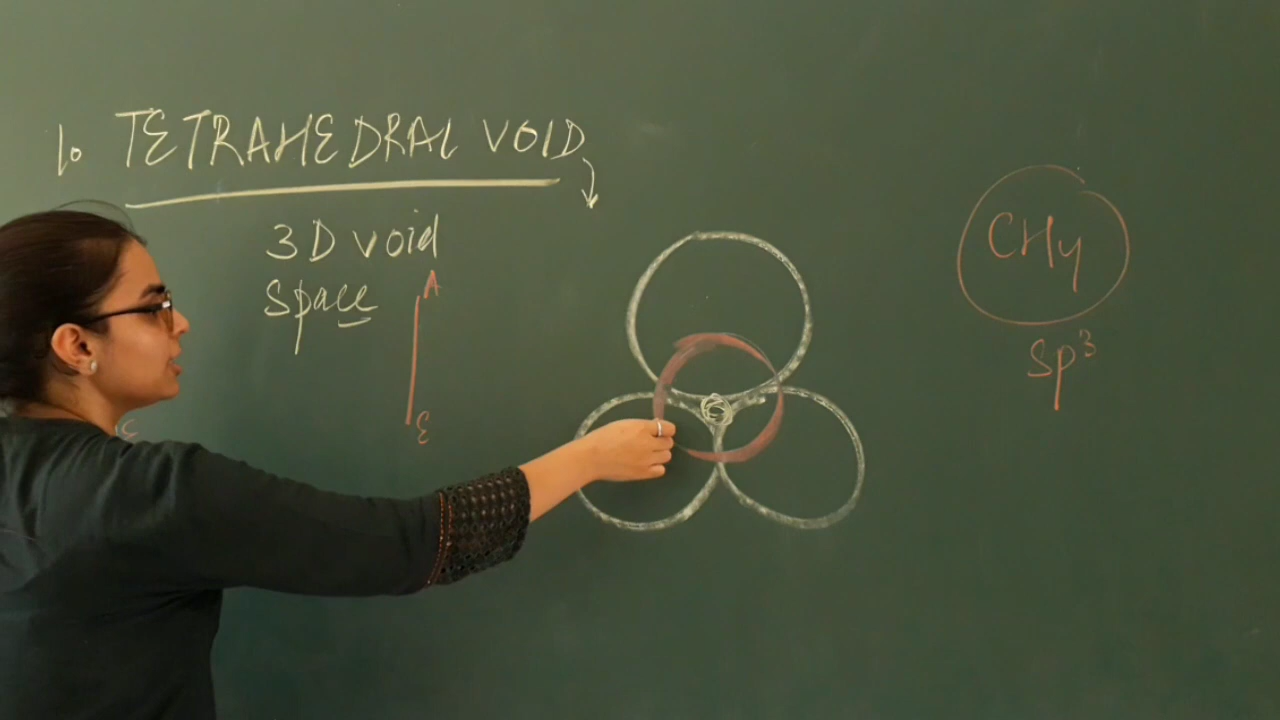 1. TETRAHEDRAL VOID
3D void
space
A
E
CH4
Sp3